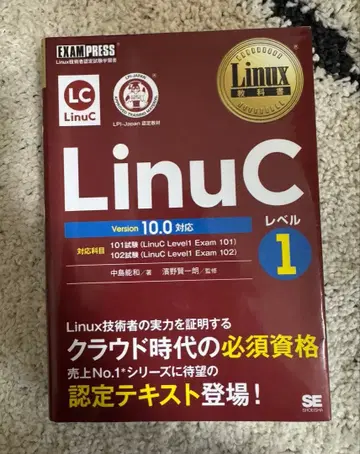 EXAMPRESS®
Linux技術者認定試験学習書
LC
LinuC
LPI-Japan 認定教材
Linux
教科書
LinuC
レベル
1
Version 10.0 対応
対応科目
101試験(LinuC Level1 Exam 101)
102試験(LinuC Level1 Exam 102)
中島能和/著 濱野賢一朗/監修
Linux技術者の実力を証明する
クラウド時代の必須資格
売上No.1*シリーズに待望の
認定テキスト登場!
SE
SHOEISHA